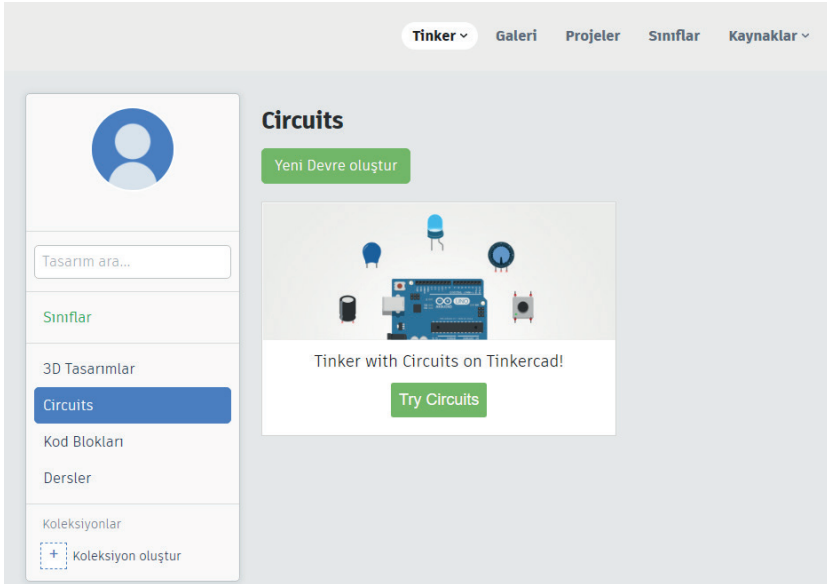 Tinker
Galeri
Projeler
Sınıflar
Kaynaklar
Tasarım ara...
Sınıflar
3D Tasarımlar
Circuits
Kod Blokları
Dersler
Koleksiyonlar
+ Koleksiyon oluştur
Circuits
Yeni Devre oluştur
UNO
Tinker with Circuits on Tinkercad!
Try Circuits